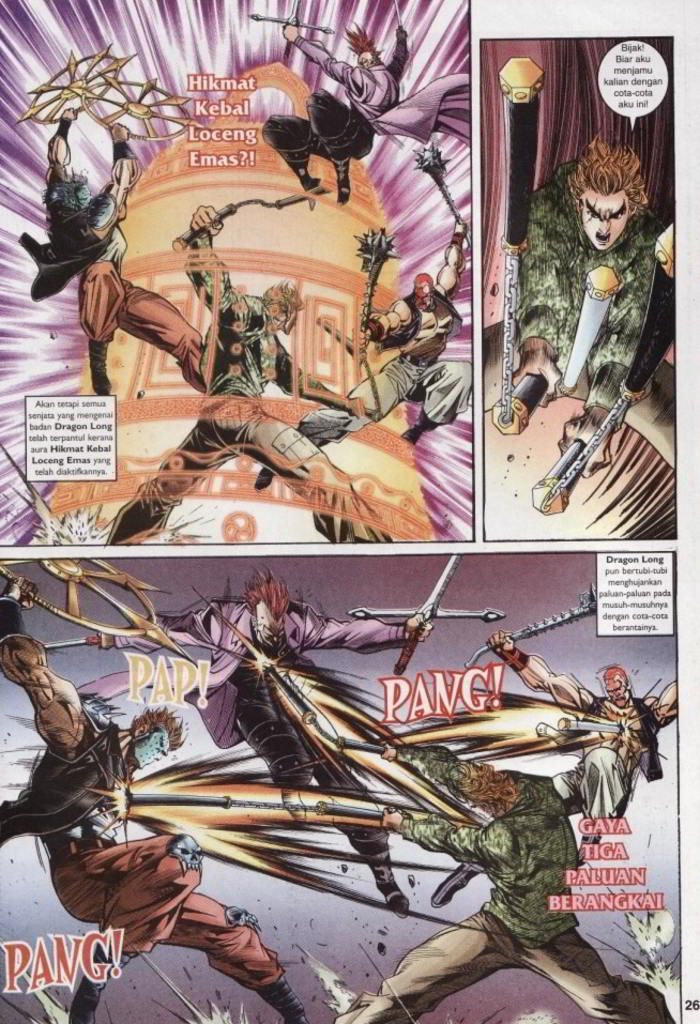 Hikmat
Kebal
Loceng
Emas?!
Akan tetapi semua
senjata yang mengenai
badan Dragon Long
telah terpantul kerana
aura Hikmat Kebal
Loceng Emas yang
telah diaktifkannya.
Bijak!
Biar aku
menjamu
kalian dengan
cota-cota
aku ini!
Dragon Long
pun bertubi-tubi
menghujankan
paluan-paluan pada
musuh-musuhnya
dengan cota-cota
berantainya.
PAP!
PANG!
GAYA
TIGA
PALUAN
BERANGKAI
PANG!
26